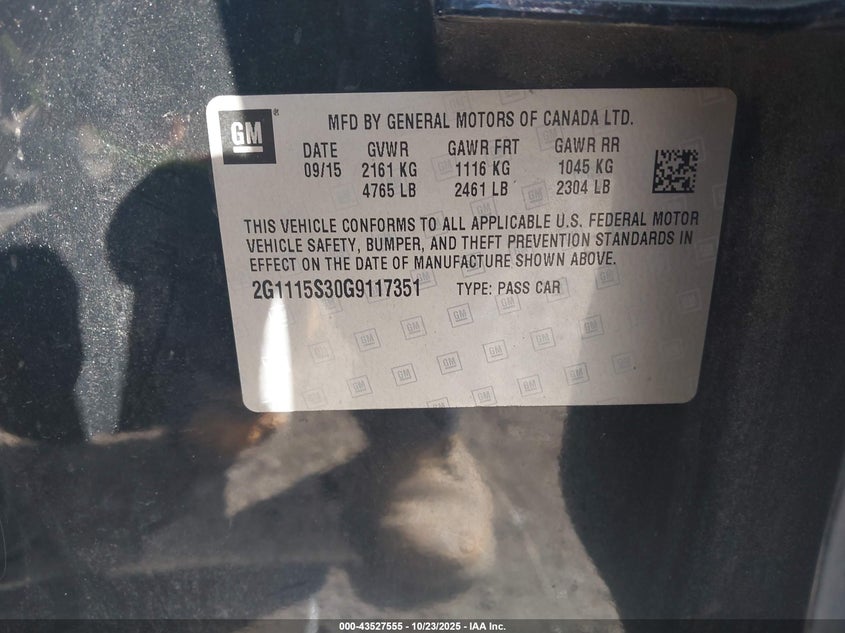 GM
MFD BY GENERAL MOTORS OF CANADA LTD.
DATE GVWR GAWR FRT GAWR RR
09/15 2161 KG 1116 KG 1045 KG
4765 LB 2461 LB 2304 LB
THIS VEHICLE CONFORMS TO ALL APPLICABLE U.S. FEDERAL MOTOR
VEHICLE SAFETY, BUMPER, AND THEFT PREVENTION STANDARDS IN
EFFECT ON THE DATE OF MANUFACTURE SHOWN ABOVE.
2G1115S30G9117351 TYPE: PASS CAR
000-43527555 - 10/23/2025 - IAA Inc.